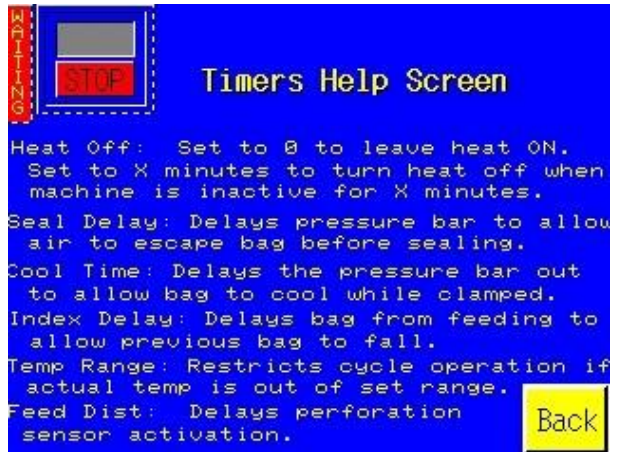 WAITING
STOP
Timers Help Screen
Heat Off: Set to 0 to leave heat ON.
Set to X minutes to turn heat off when
machine is inactive for X minutes.
Seal Delay: Delays pressure bar to allow
air to escape bag before sealing.
Cool Time: Delays the pressure bar out
to allow bag to cool while clamped.
Index Delay: Delays bag from feeding to
allow previous bag to fall.
Temp Range: Restricts cycle operation if
actual temp is out of set range.
Feed Dist: Delays perforation
sensor activation.
Back